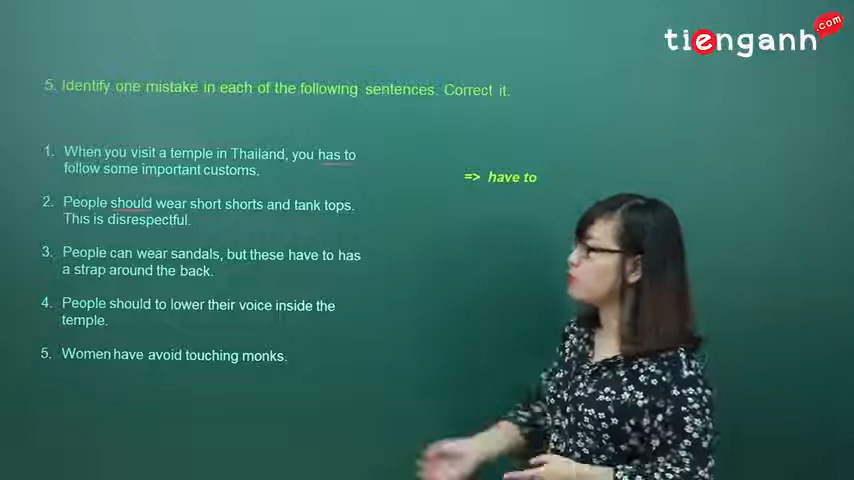 tienganh.com
5. Identify one mistake in each of the following sentences. Correct it.
1. When you visit a temple in Thailand, you has to
follow some important customs.
=> have to
2. People should wear short shorts and tank tops.
This is disrespectful.
3. People can wear sandals, but these have to has
a strap around the back.
4. People should to lower their voice inside the
temple.
5. Women have avoid touching monks.